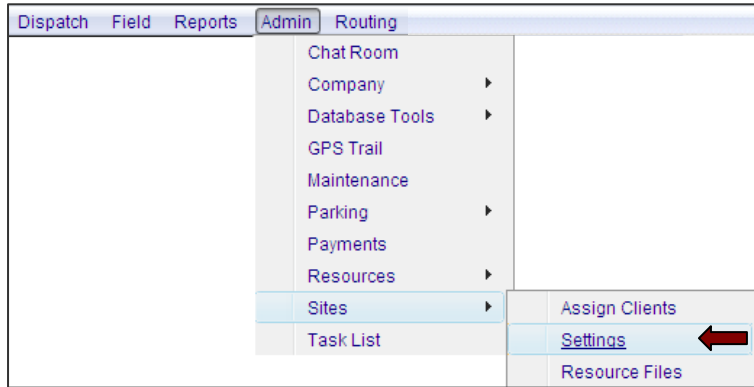 Dispatch Field Reports Admin Routing
Chat Room
Company
Database Tools
GPS Trail
Maintenance
Parking
Payments
Resources
Sites
Task List
Assign Clients
Settings
Resource Files